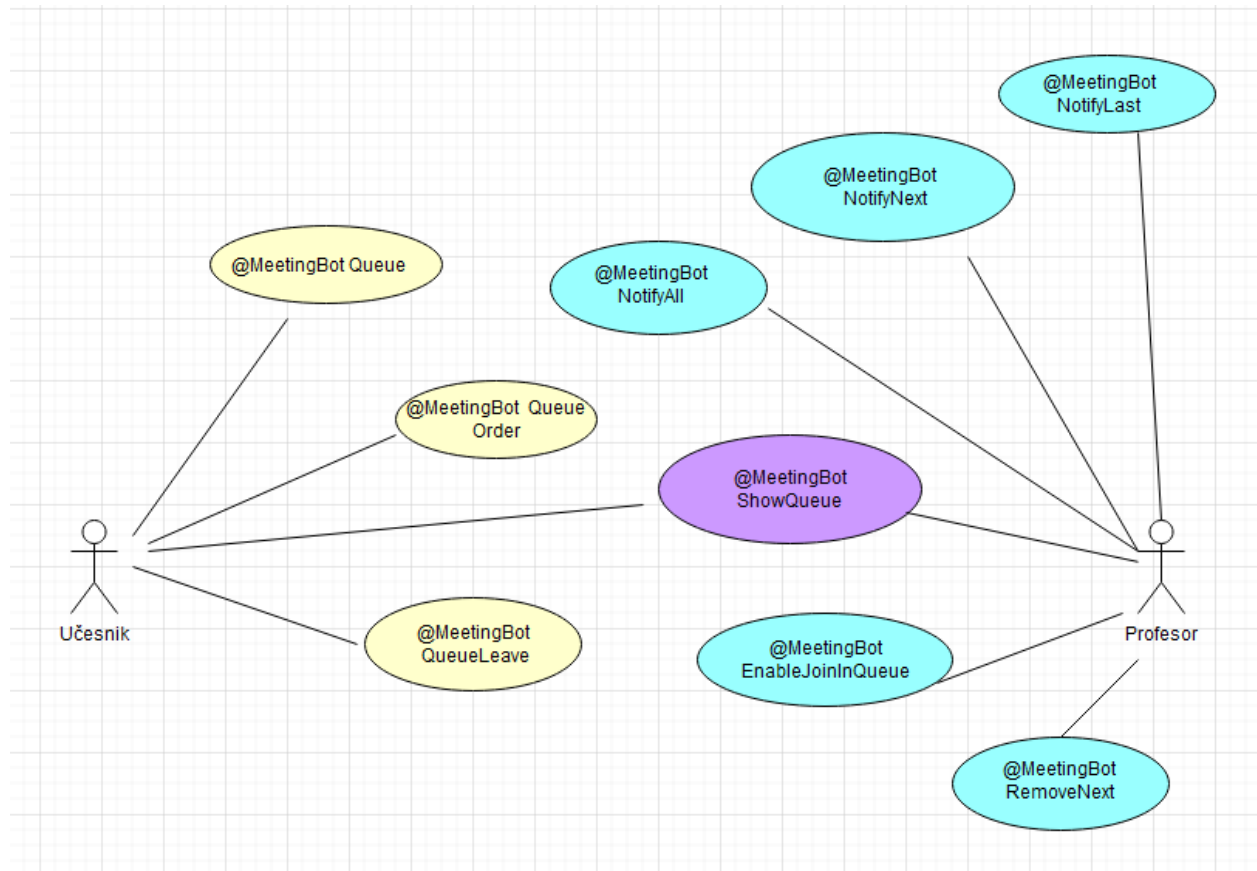 @MeetingBot
NotifyLast
@MeetingBot
NotifyNext
@MeetingBot Queue
@MeetingBot
NotifyAll
@MeetingBot Queue
Order
@MeetingBot
ShowQueue
Učesnik
Profesor
@MeetingBot
QueueLeave
@MeetingBot
EnableJoinInQueue
@MeetingBot
RemoveNext